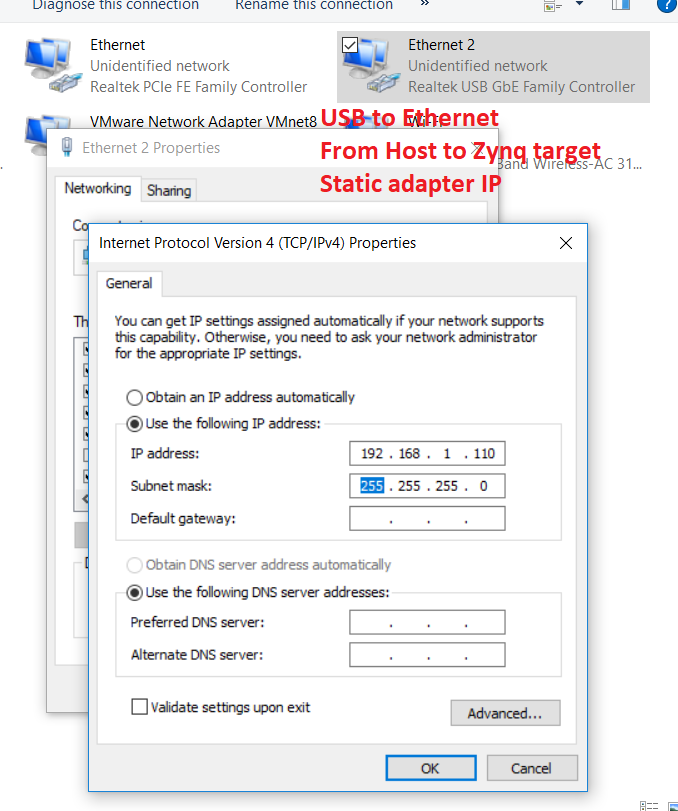 Diagnose this connection Rename this connection »
Ethernet
Unidentified network
Realtek PCIe FE Family Controller
Ethernet 2
Unidentified network
Realtek USB GbE Family Controller
VMware Network Adapter VMnet8
Wi-Fi
USB to Ethernet
From Host to Zynq target
Static adapter IP
Band Wireless-AC 31...
Ethernet 2 Properties
Networking Sharing
Co
Th
Internet Protocol Version 4 (TCP/IPv4) Properties
General
You can get IP settings assigned automatically if your network supports
this capability. Otherwise, you need to ask your network administrator
for the appropriate IP settings.
Obtain an IP address automatically
Use the following IP address:
IP address: 192 . 168 . 1 . 110
Subnet mask: 255 . 255 . 255 . 0
Default gateway: . . .
Obtain DNS server address automatically
Use the following DNS server addresses:
Preferred DNS server: . . .
Alternate DNS server: . . .
Validate settings upon exit
Advanced...
OK Cancel